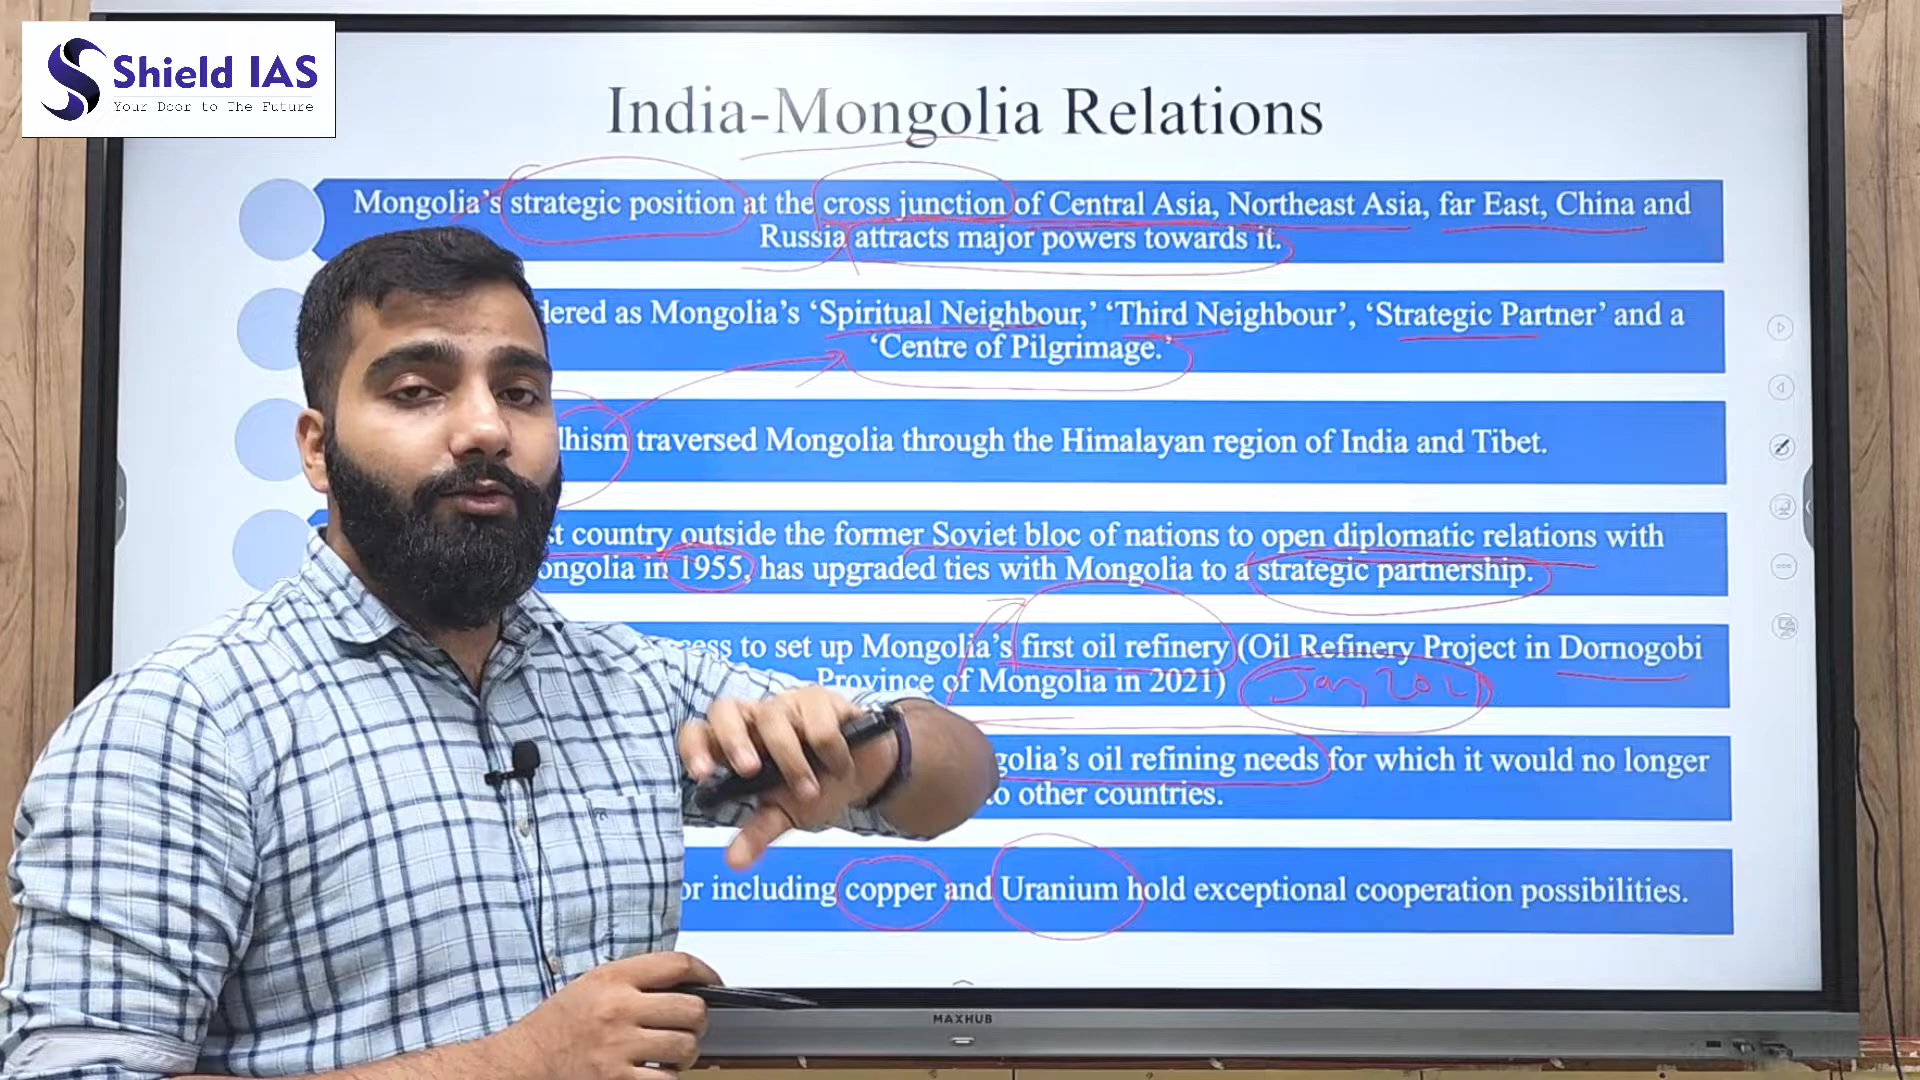 Shield IAS
Your Door to The Future
India-Mongolia Relations
Mongolia's strategic position at the cross junction of Central Asia, Northeast Asia, far East, China and
Russia attracts major powers towards it.
dered as Mongolia's ‘Spiritual Neighbour,’ ‘Third Neighbour’, ‘Strategic Partner’ and a
‘Centre of Pilgrimage.’
dhism traversed Mongolia through the Himalayan region of India and Tibet.
st country outside the former Soviet bloc of nations to open diplomatic relations with
ongolia in 1955, has upgraded ties with Mongolia to a strategic partnership.
cess to set up Mongolia's first oil refinery (Oil Refinery Project in Dornogobi
Province of Mongolia in 2021)
golia's oil refining needs for which it would no longer
to other countries.
or including copper and Uranium hold exceptional cooperation possibilities.
MAXHUB